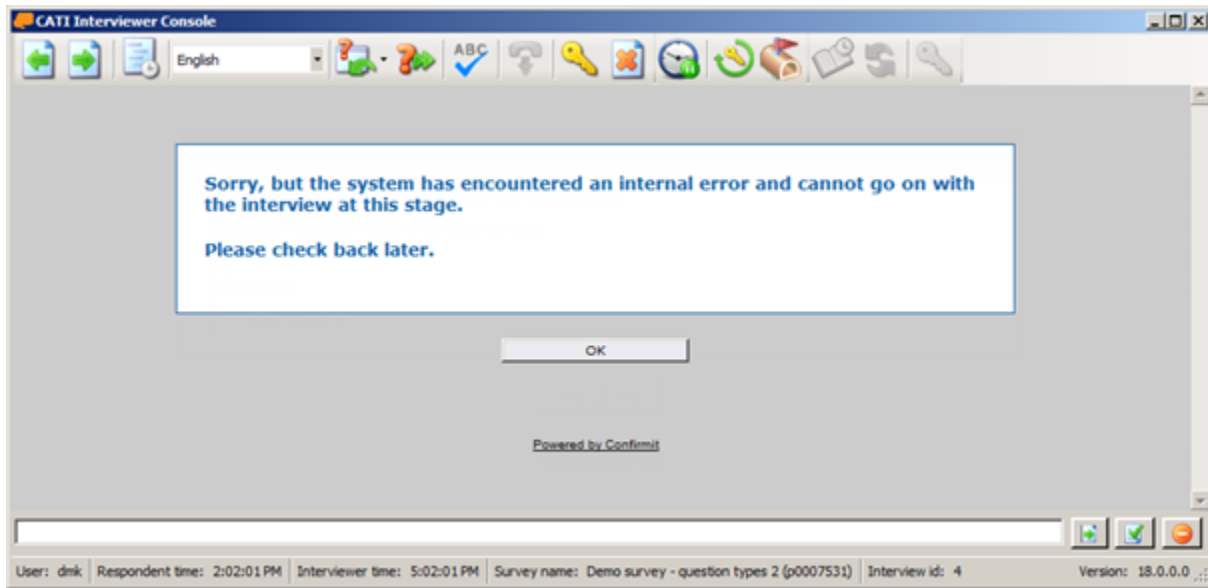 CATI Interviewer Console
English
ABC
Sorry, but the system has encountered an internal error and cannot go on with
the interview at this stage.
Please check back later.
OK
Powered by Confirmit
User: dmk Respondent time: 2:02:01 PM Interviewer time: 5:02:01 PM Survey name: Demo survey - question types 2 (p0007531) Interview id: 4 Version: 18.0.0.0